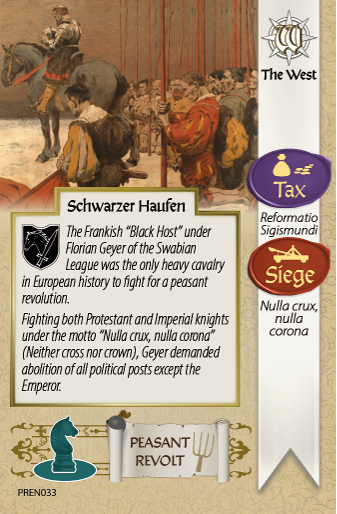 W
The West
Tax
Reformatio
Sigismundi
Siege
Nulla crux,
nulla
corona
Schwarzer Haufen
The Frankish “Black Host” under
Florian Geyer of the Swabian
League was the only heavy cavalry
in European history to fight for a peasant
revolution.
Fighting both Protestant and Imperial knights
under the motto “Nulla crux, nulla corona”
(Neither cross nor crown), Geyer demanded
abolition of all political posts except the
Emperor.
PEASANT
REVOLT
PREN033